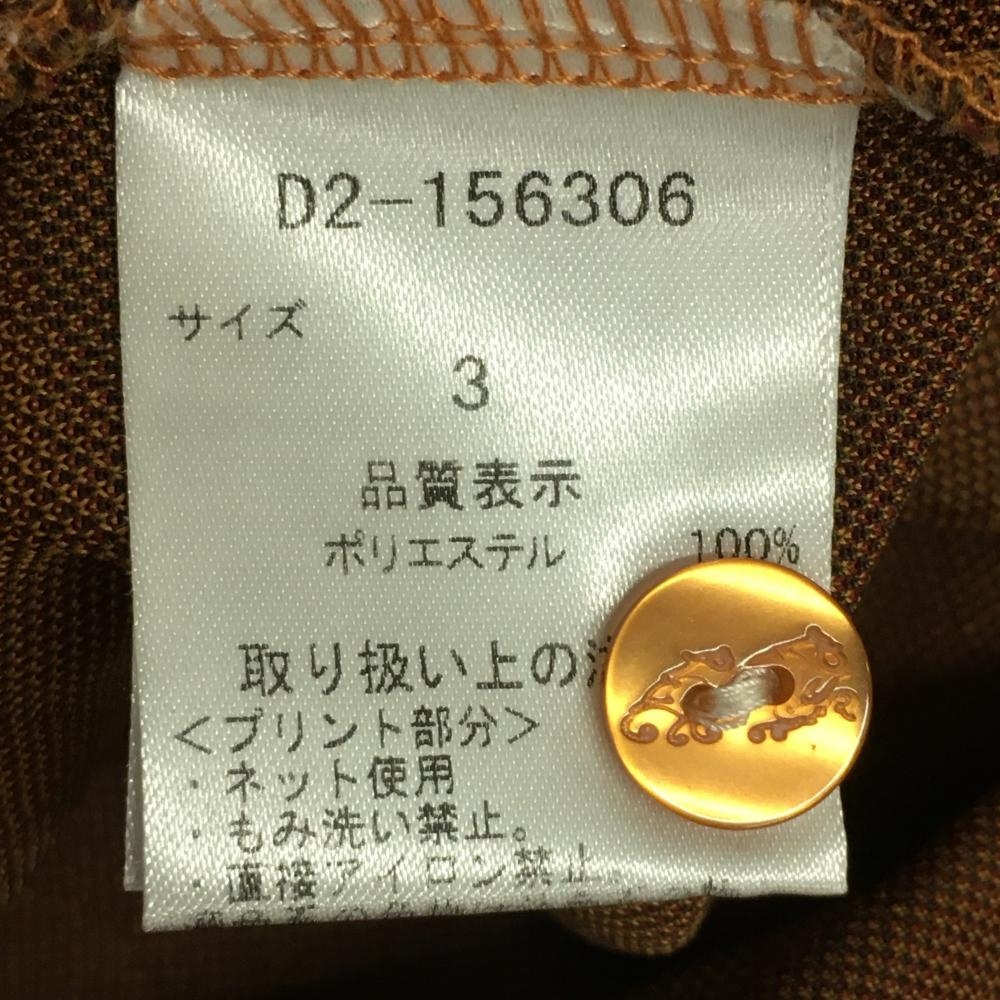 D2-156306
サイズ
3
品質表示
ポリエステル 100%
取り扱い上の
<プリント部分>
・ネット使用
・もみ洗い禁止。
・直接アイロン禁止。